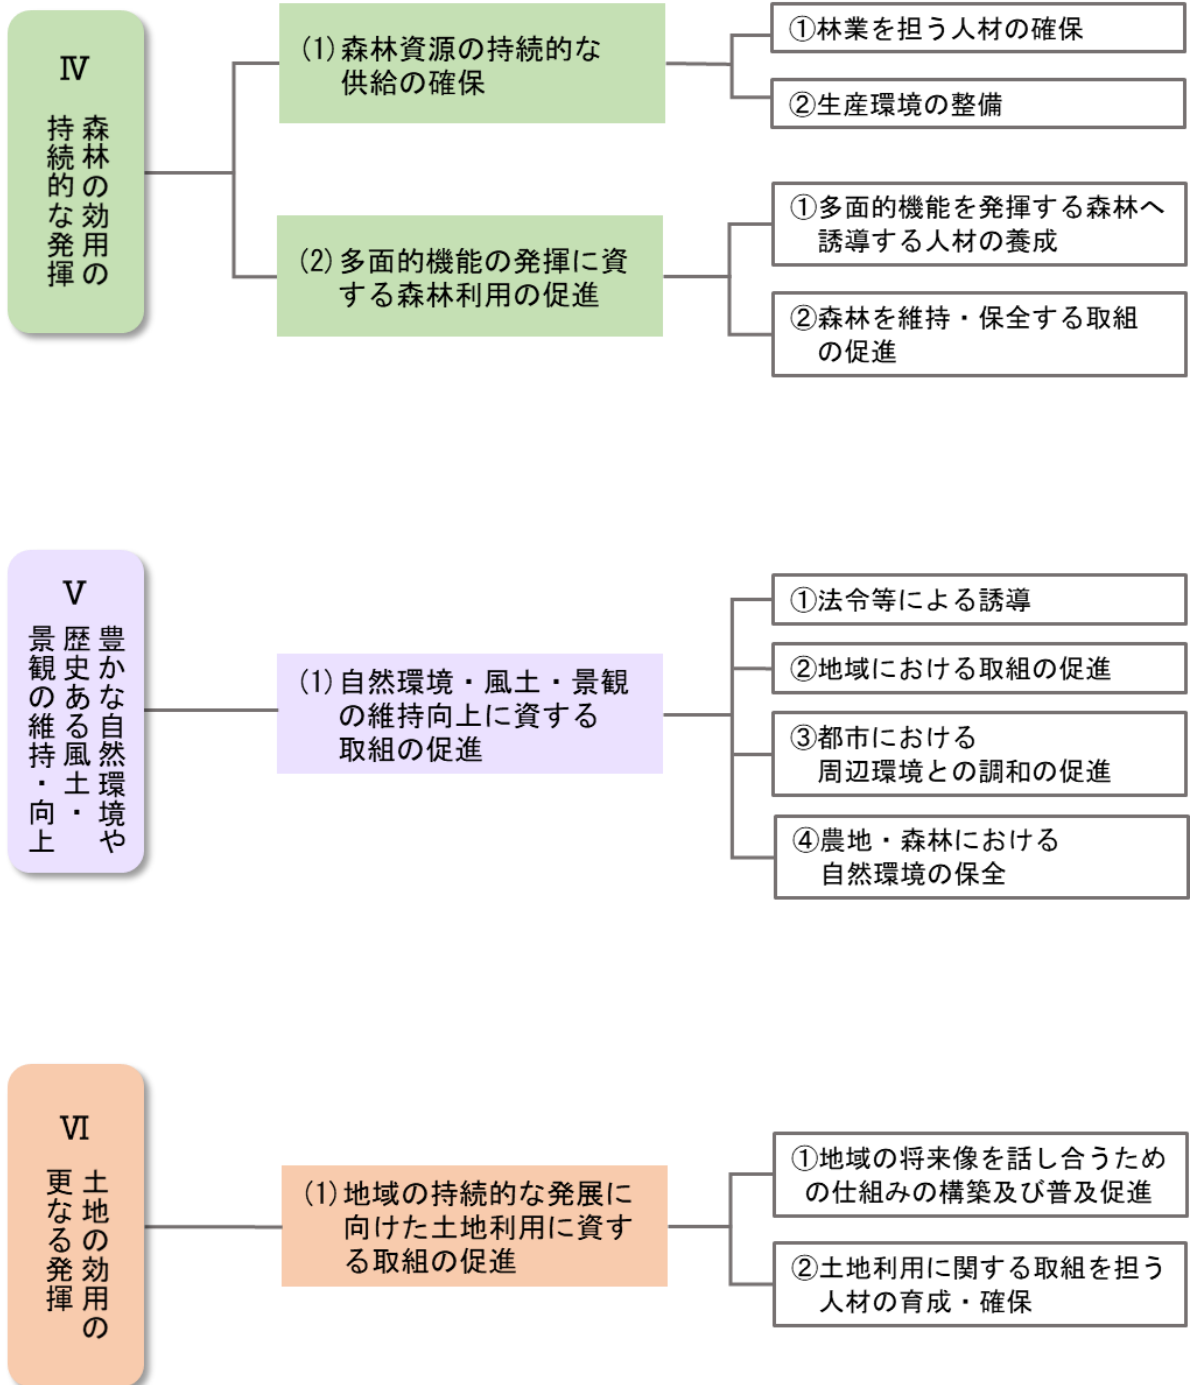 Ⅳ
森林の効用の
持続的な発揮
(1)森林資源の持続的な
供給の確保
①林業を担う人材の確保
②生産環境の整備
(2)多面的機能の発揮に資
する森林利用の促進
①多面的機能を発揮する森林へ
誘導する人材の養成
②森林を維持・保全する取組
の促進
Ⅴ
豊かな自然環境や
歴史ある風土・
景観の維持・向上
(1)自然環境・風土・景観
の維持向上に資する
取組の促進
①法令等による誘導
②地域における取組の促進
③都市における
周辺環境との調和の促進
④農地・森林における
自然環境の保全
Ⅵ
土地の効用の
更なる発揮
(1)地域の持続的な発展に
向けた土地利用に資す
る取組の促進
①地域の将来像を話し合うため
の仕組みの構築及び普及促進
②土地利用に関する取組を担う
人材の育成・確保